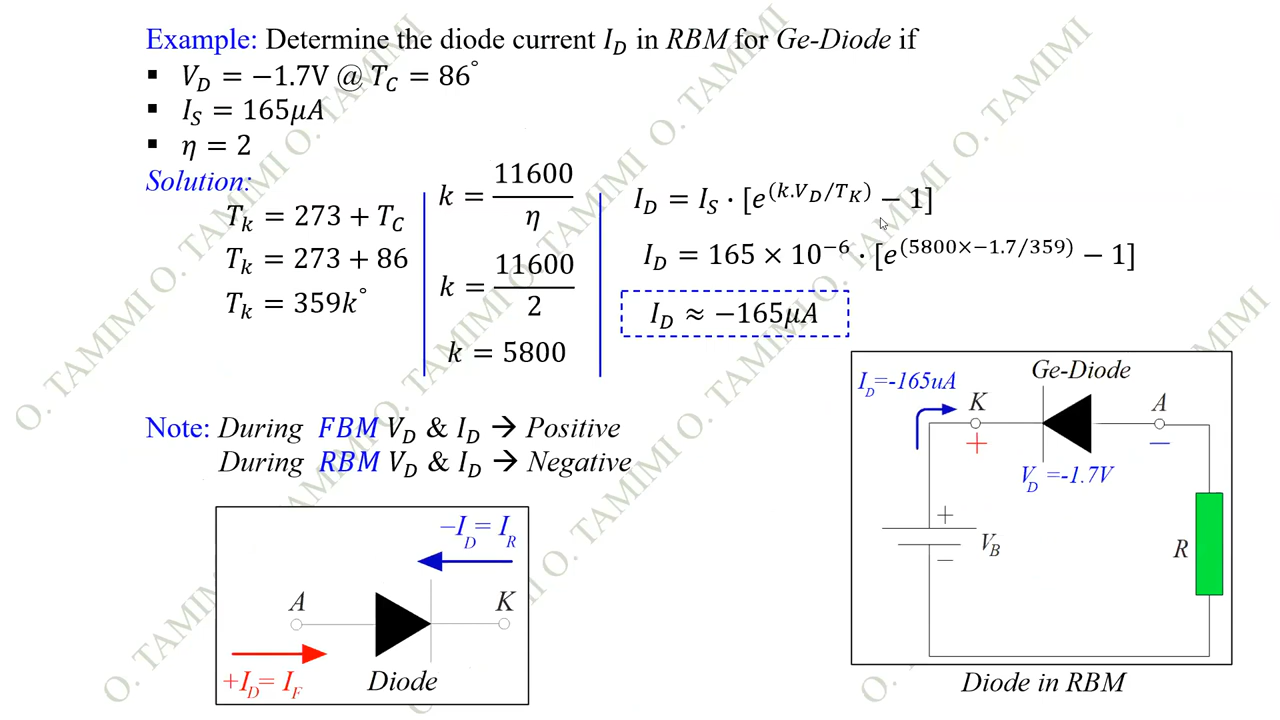 Example: Determine the diode current I_D in RBM for Ge-Diode if
▪ V_D = −1.7V @ T_C = 86°
▪ I_S = 165μA
▪ η = 2
Solution:
T_k = 273 + T_C
T_k = 273 + 86
T_k = 359k°
k = 11600/η
k = 11600/2
k = 5800
I_D = I_S · [e^(k.V_D/T_K) − 1]
I_D = 165 × 10^−6 · [e^(5800×−1.7/359) − 1]
I_D ≈ −165μA
Note: During FBM V_D & I_D → Positive
During RBM V_D & I_D → Negative
−I_D= I_R
A
K
+I_D= I_F
Diode
Ge-Diode
I_D=-165uA
K
A
+
−
V_D=-1.7V
+
V_B
−
R
Diode in RBM
O. TAMIMI O. TAMIMI O. TAMIMI